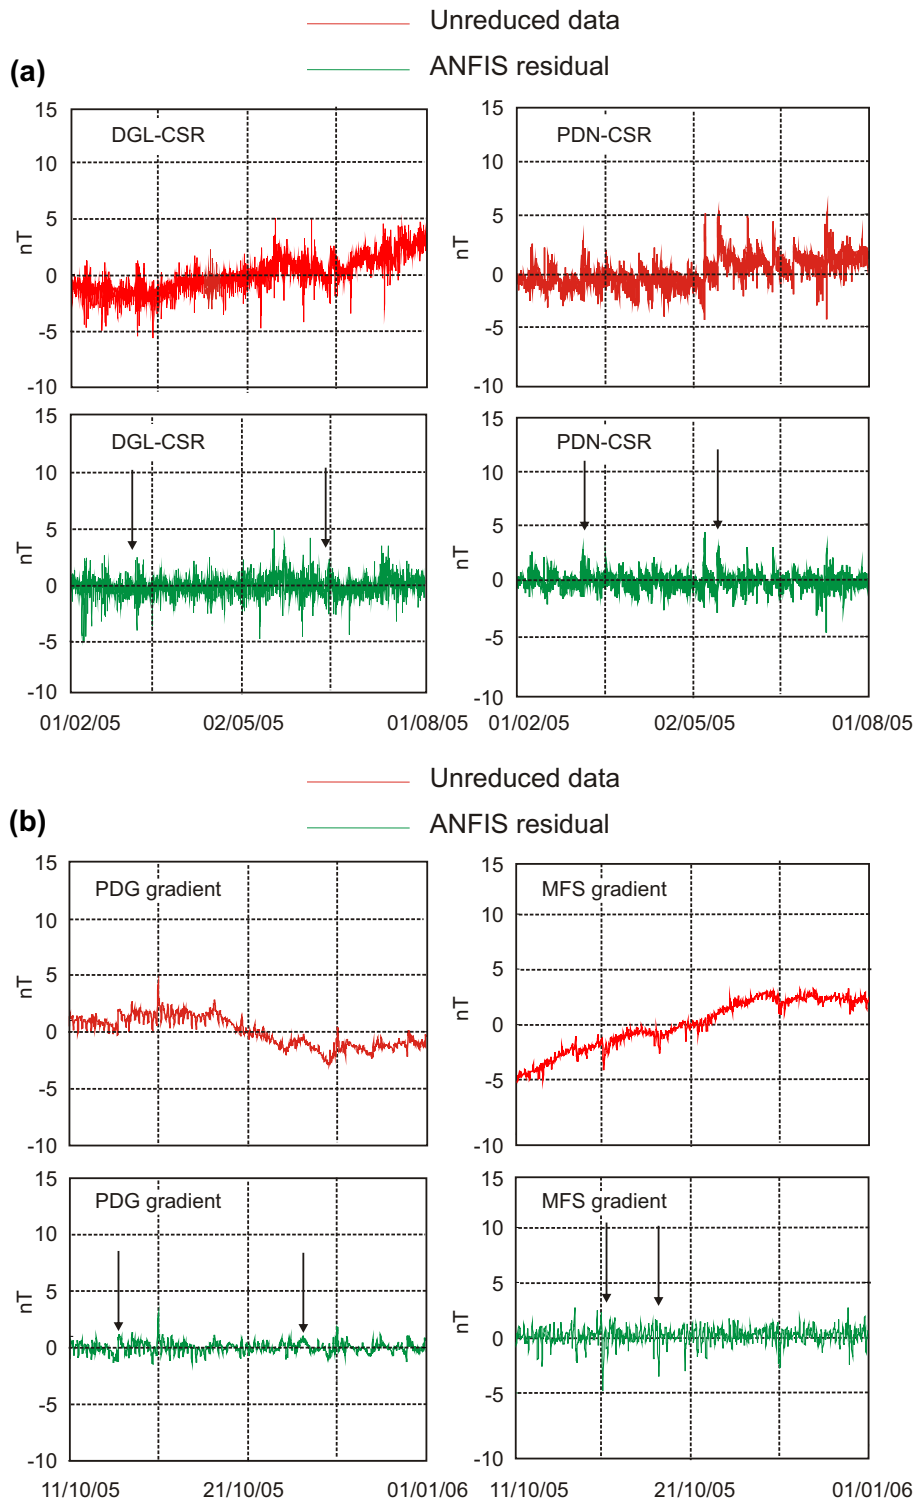 Unreduced data
ANFIS residual
(a)
15
10
5
0
-5
-10
nT
DGL-CSR
15
10
5
0
-5
-10
nT
PDN-CSR
15
10
5
0
-5
-10
nT
DGL-CSR
01/02/05 02/05/05 01/08/05
15
10
5
0
-5
-10
nT
PDN-CSR
01/02/05 02/05/05 01/08/05
Unreduced data
ANFIS residual
(b)
15
10
5
0
-5
-10
nT
PDG gradient
15
10
5
0
-5
-10
nT
MFS gradient
15
10
5
0
-5
-10
nT
PDG gradient
11/10/05 21/10/05 01/01/06
15
10
5
0
-5
-10
nT
MFS gradient
11/10/05 21/10/05 01/01/06